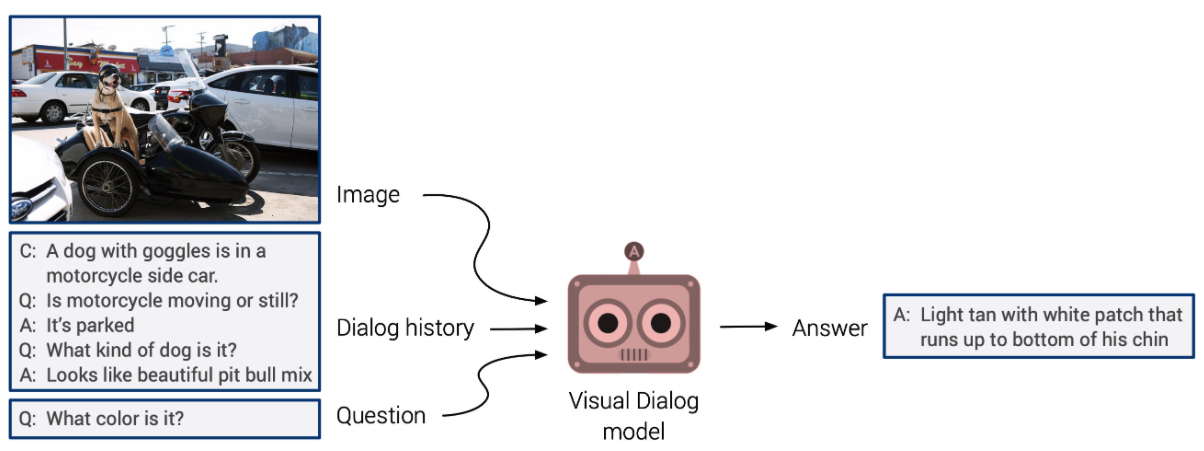 Market
C: A dog with goggles is in a
motorcycle side car.
Q: Is motorcycle moving or still?
A: It's parked
Q: What kind of dog is it?
A: Looks like beautiful pit bull mix
Q: What color is it?
Image
Dialog history
Question
A
Visual Dialog
model
Answer
A: Light tan with white patch that
runs up to bottom of his chin